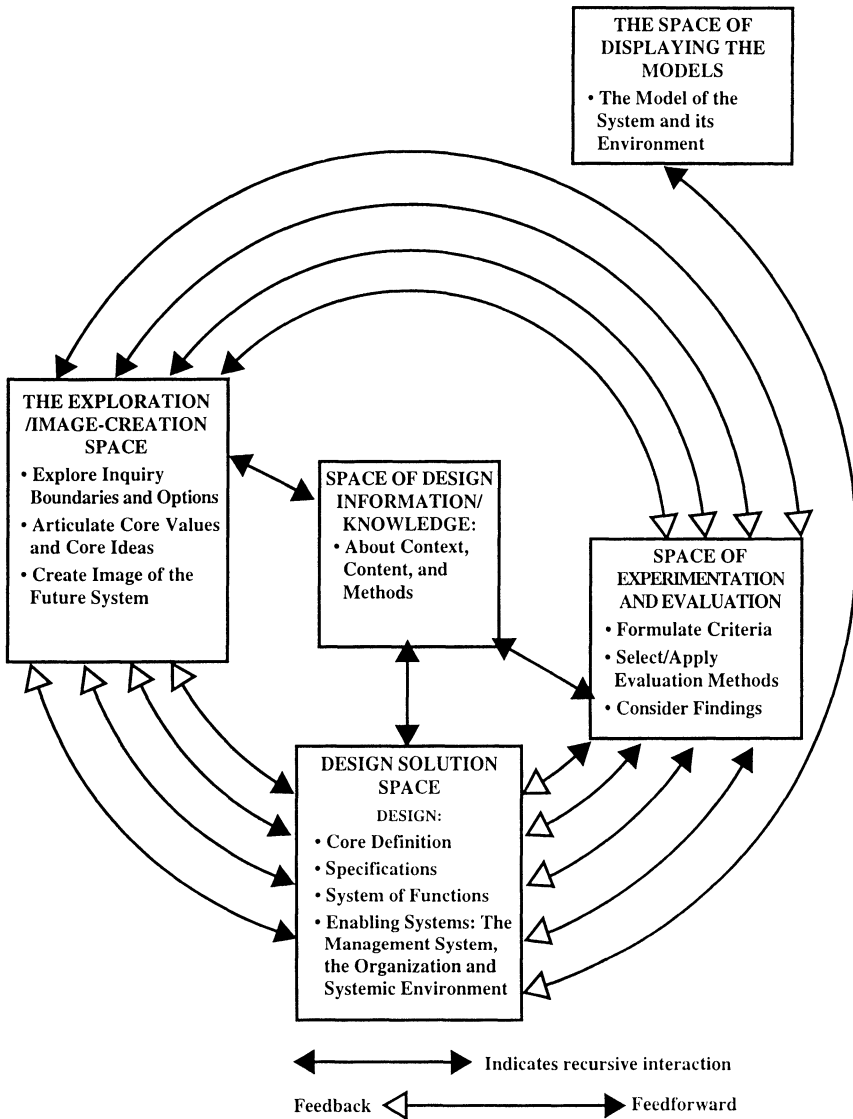 THE SPACE OF
DISPLAYING THE
MODELS
• The Model of the
System and its
Environment
THE EXPLORATION
/IMAGE-CREATION
SPACE
• Explore Inquiry
Boundaries and Options
• Articulate Core Values
and Core Ideas
• Create Image of the
Future System
SPACE OF DESIGN
INFORMATION/
KNOWLEDGE:
• About Context,
Content, and
Methods
SPACE OF
EXPERIMENTATION
AND EVALUATION
• Formulate Criteria
• Select/Apply
Evaluation Methods
• Consider Findings
DESIGN SOLUTION
SPACE
DESIGN:
• Core Definition
• Specifications
• System of Functions
• Enabling Systems: The
Management System,
the Organization and
Systemic Environment
Indicates recursive interaction
Feedback
Feedforward